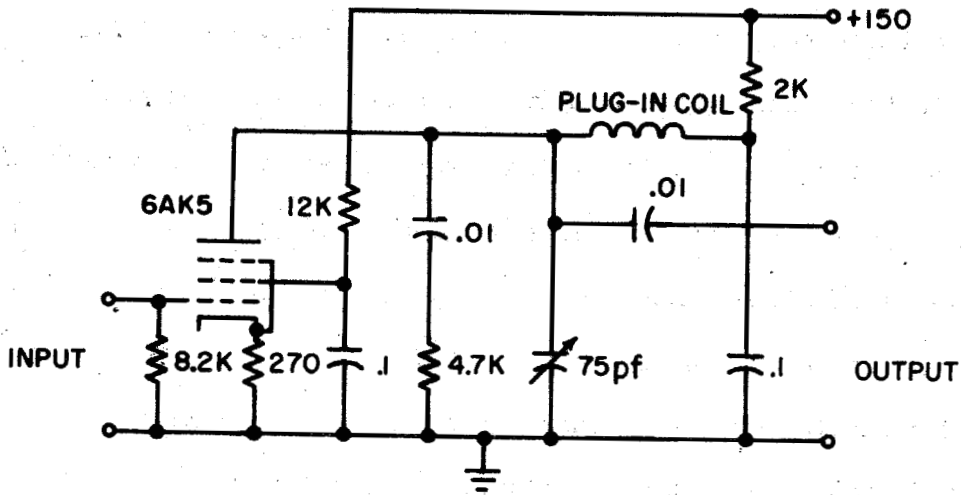 +150
2K
PLUG-IN COIL
.01
6AK5
12K
.01
INPUT
8.2K
270
.1
4.7K
75pf
.1
OUTPUT